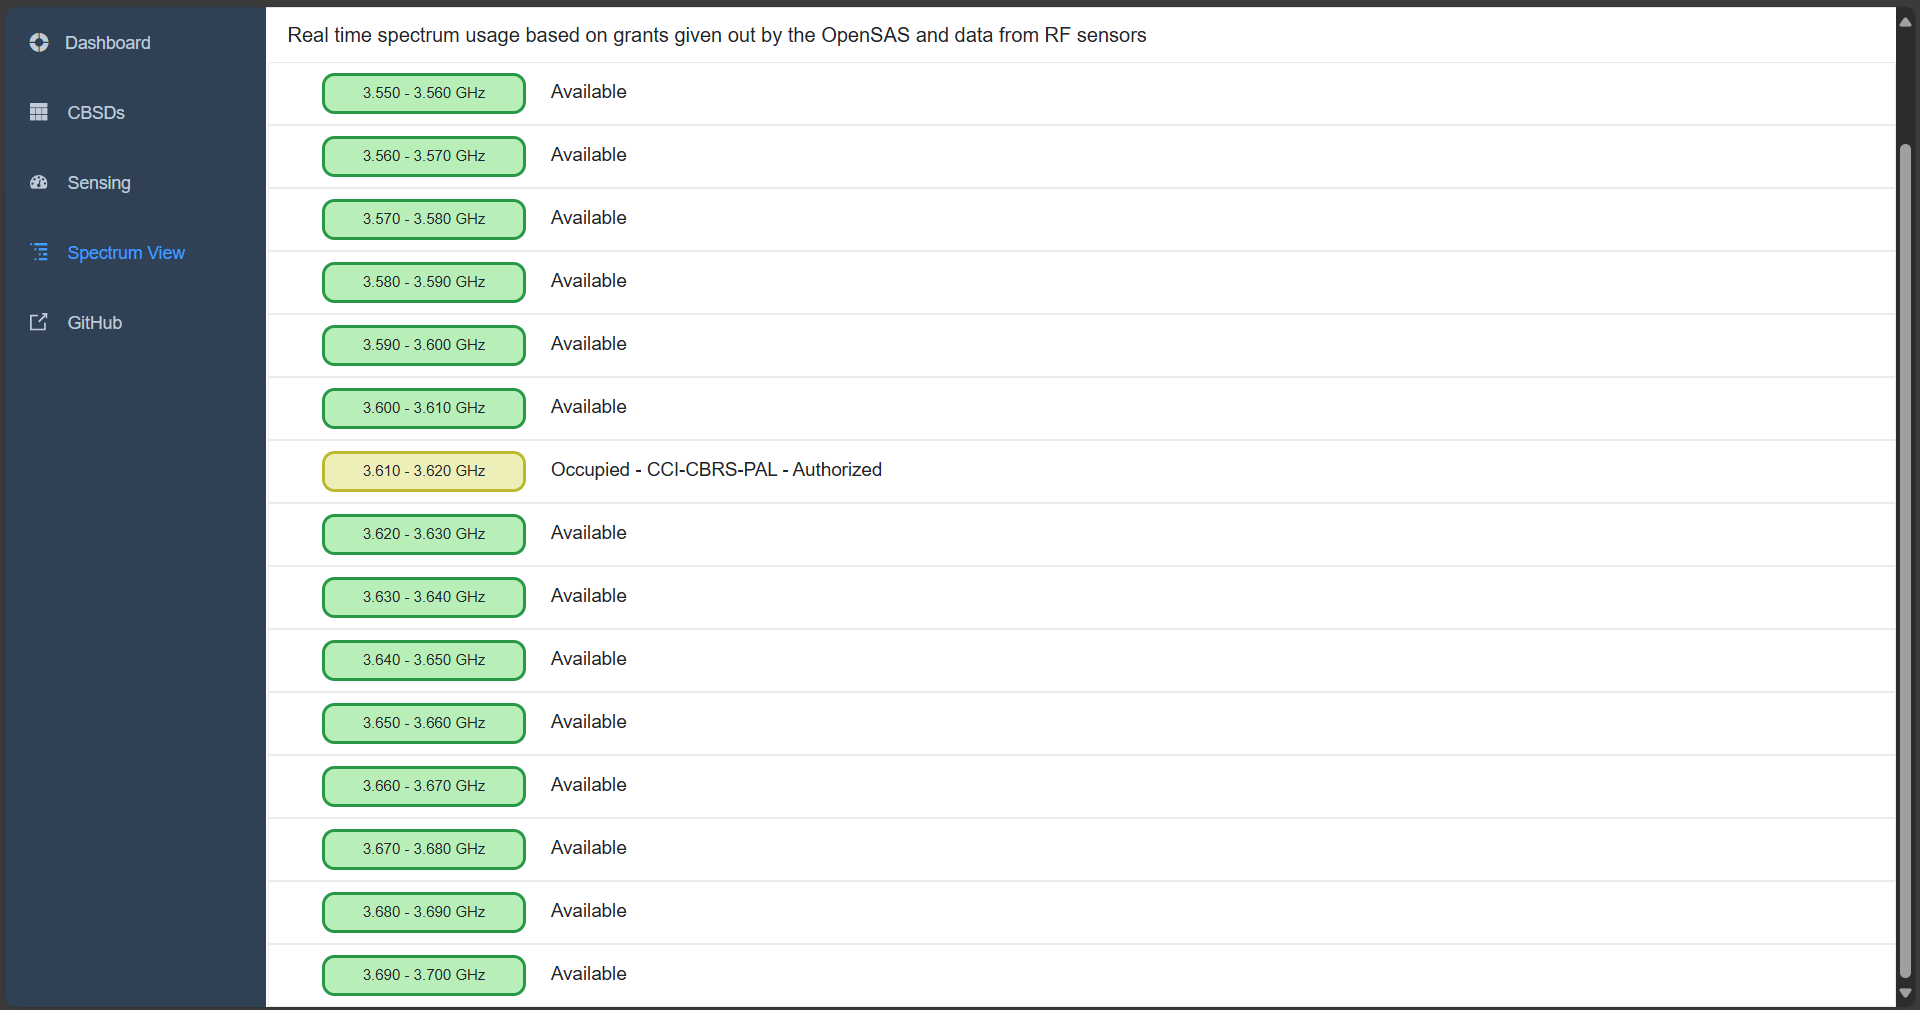 Dashboard
CBSDs
Sensing
Spectrum View
GitHub
Real time spectrum usage based on grants given out by the OpenSAS and data from RF sensors
3.550 - 3.560 GHz Available
3.560 - 3.570 GHz Available
3.570 - 3.580 GHz Available
3.580 - 3.590 GHz Available
3.590 - 3.600 GHz Available
3.600 - 3.610 GHz Available
3.610 - 3.620 GHz Occupied - CCI-CBRS-PAL - Authorized
3.620 - 3.630 GHz Available
3.630 - 3.640 GHz Available
3.640 - 3.650 GHz Available
3.650 - 3.660 GHz Available
3.660 - 3.670 GHz Available
3.670 - 3.680 GHz Available
3.680 - 3.690 GHz Available
3.690 - 3.700 GHz Available